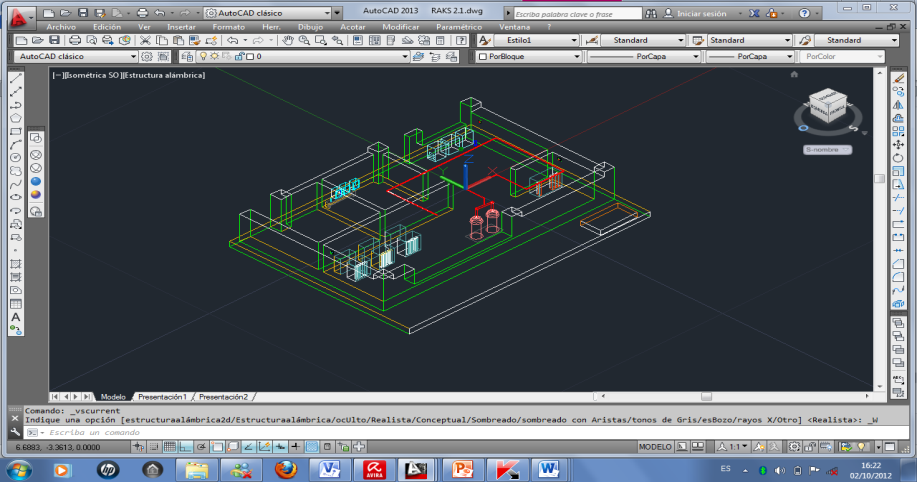 AutoCAD clásico
AutoCAD 2013 RAKS 2.1.dwg
Escriba palabra clave o frase
Iniciar sesión
Archivo Edición Ver Insertar Formato Herr. Dibujo Acotar Modificar Paramétrico Ventana ?
Estilo1 Standard Standard Standard
AutoCAD clásico 0 PorBloque PorCapa PorCapa PorColor
[−][Isométrica SO][Estructura alámbrica]
S-nombre
Z
Y
X
A
Modelo Presentación1 Presentación2
Comando: _vscurrent
Indique una opción [estructuraalámbrica2d/Estructuraalámbrica/ocUlto/Realista/Conceptual/Sombreado/sombreado con Aristas/tonos de Gris/esBozo/rayos X/Otro] <Realista>: _W
Escriba un comando
6.6883, -3.3613, 0.0000
MODELO
1:1
hp
AVIRA
ES
16:22
02/10/2012